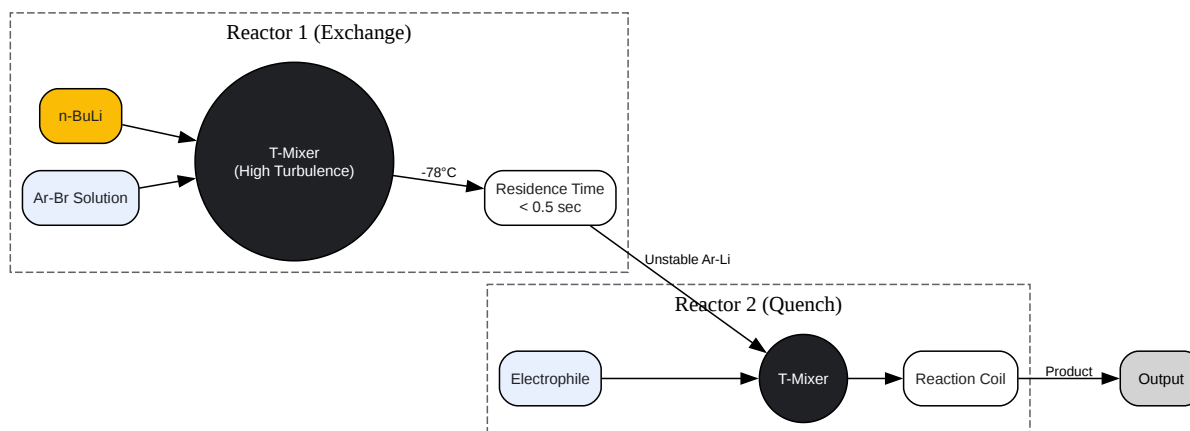 Reactor 1 (Exchange)
n-BuLi
T-Mixer
(High Turbulence)
Ar-Br Solution
-78°C
Residence Time
< 0.5 sec
Unstable Ar-Li
Reactor 2 (Quench)
Electrophile
T-Mixer
Reaction Coil
Product
Output